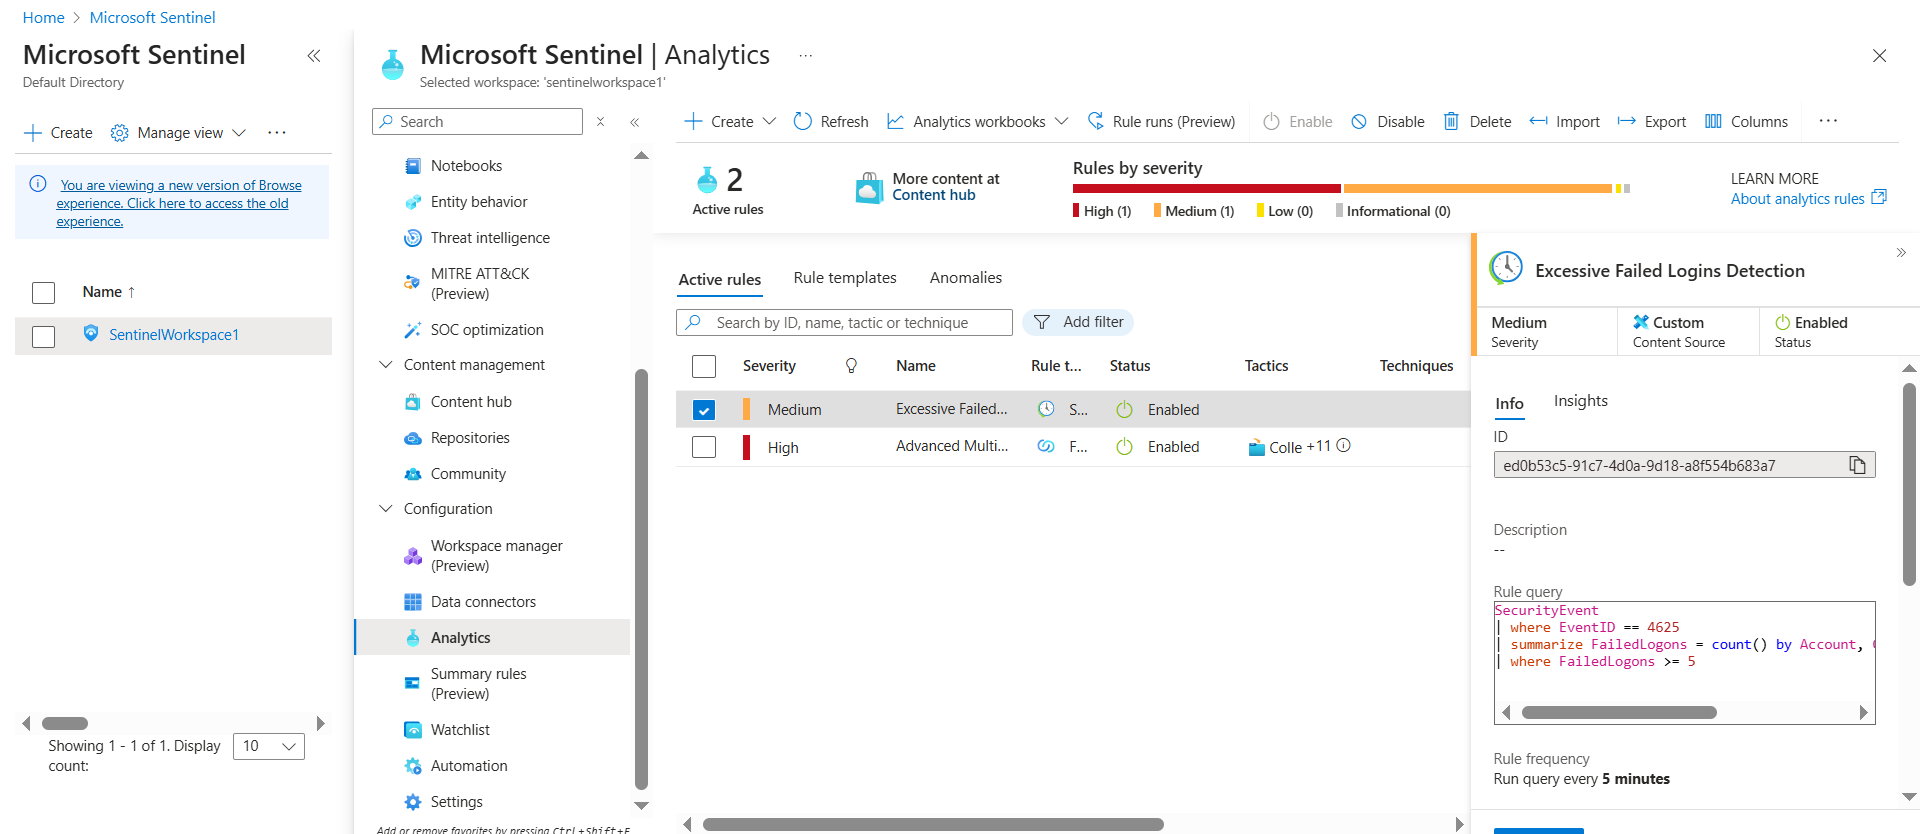 Home > Microsoft Sentinel
Microsoft Sentinel
Default Directory
Create
Manage view
You are viewing a new version of Browse
experience. Click here to access the old
experience.
Name ↑
SentinelWorkspace1
Showing 1 - 1 of 1. Display
count:
10
Microsoft Sentinel | Analytics
Selected workspace: 'sentinelworkspace1'
Search
Notebooks
Entity behavior
Threat intelligence
MITRE ATT&CK
(Preview)
SOC optimization
Content management
Content hub
Repositories
Community
Configuration
Workspace manager
(Preview)
Data connectors
Analytics
Summary rules
(Preview)
Watchlist
Automation
Settings
Add or remove favorites by pressing Ctrl+Shift+F
Create
Refresh
Analytics workbooks
Rule runs (Preview)
Enable
Disable
Delete
Import
Export
Columns
2
Active rules
More content at
Content hub
Rules by severity
High (1)
Medium (1)
Low (0)
Informational (0)
LEARN MORE
About analytics rules
Active rules
Rule templates
Anomalies
Search by ID, name, tactic or technique
Add filter
Severity Name Rule t... Status Tactics Techniques
Medium Excessive Failed... S... Enabled
High Advanced Multi... F... Enabled Colle +11
Excessive Failed Logins Detection
Medium
Severity
Custom
Content Source
Enabled
Status
Info
Insights
ID
ed0b53c5-91c7-4d0a-9d18-a8f554b683a7
Description
--
Rule query
SecurityEvent
| where EventID == 4625
| summarize FailedLogons = count() by Account,
| where FailedLogons >= 5
Rule frequency
Run query every 5 minutes